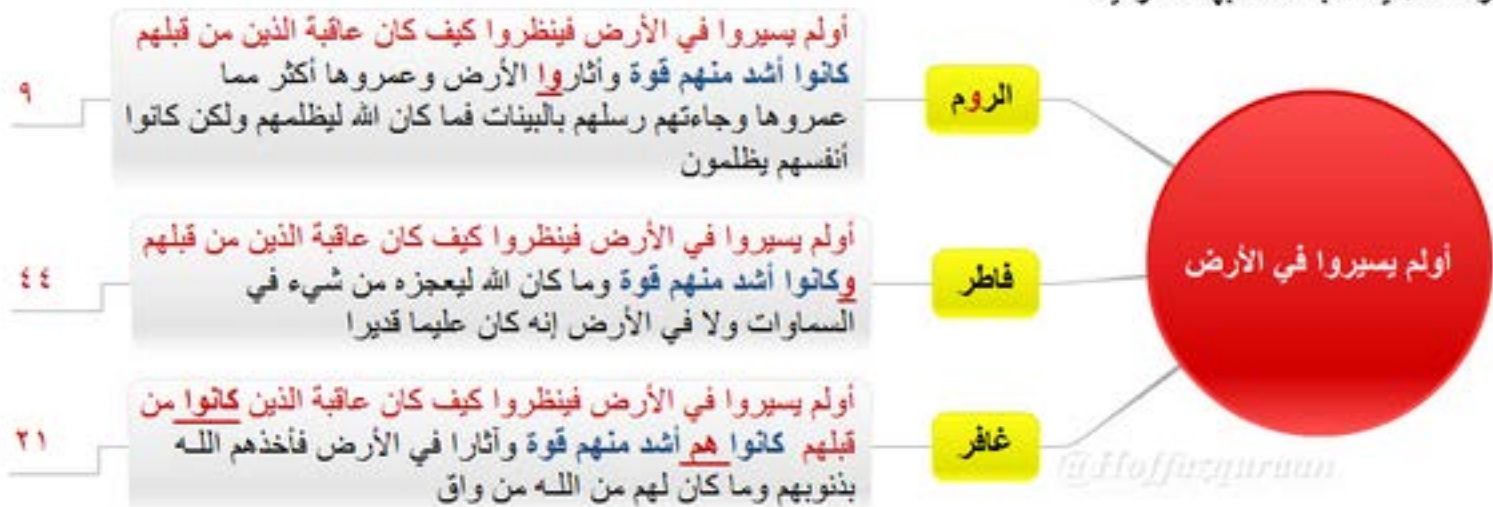 أولم يسيروا في الأرض
الروم
أولم يسيروا في الأرض فينظروا كيف كان عاقبة الذين من قبلهم
كانوا أشد منهم قوة وأثاروا الأرض وعمروها أكثر مما
عمروها وجاءتهم رسلهم بالبينات فما كان الله ليظلمهم ولكن كانوا
أنفسهم يظلمون
٩
فاطر
أولم يسيروا في الأرض فينظروا كيف كان عاقبة الذين من قبلهم
وكانوا أشد منهم قوة وما كان الله ليعجزه من شيء في
السماوات ولا في الأرض إنه كان عليما قديرا
٤٤
غافر
أولم يسيروا في الأرض فينظروا كيف كان عاقبة الذين كانوا من
قبلهم كانوا هم أشد منهم قوة وآثارا في الأرض فأخذهم اللـه
بذنوبهم وما كان لهم من اللـه من واق
٢١
@Hoffazquraan